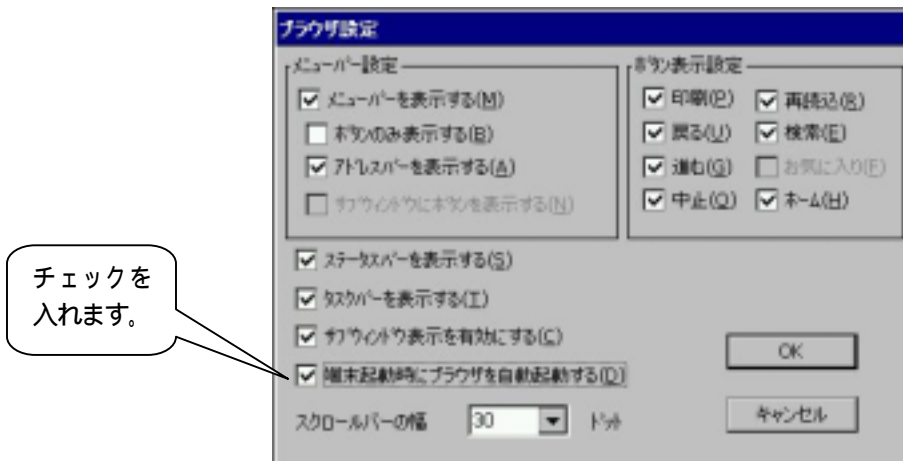 ブラウザ設定
メニューバー設定
メニューバーを表示する(M)
ボタンのみ表示する(B)
アドレスバーを表示する(A)
サブウィンドウにボタンを表示する(N)
ボタン表示設定
印刷(P) 再読込(R)
戻る(U) 検索(E)
進む(G) お気に入り(F)
中止(Q) ホーム(H)
ステータスバーを表示する(S)
タスクバーを表示する(T)
サブウィンドウ表示を有効にする(C)
端末起動時にブラウザを自動起動する(D)
スクロールバーの幅 30 ドット
OK
キャンセル
チェックを
入れます。